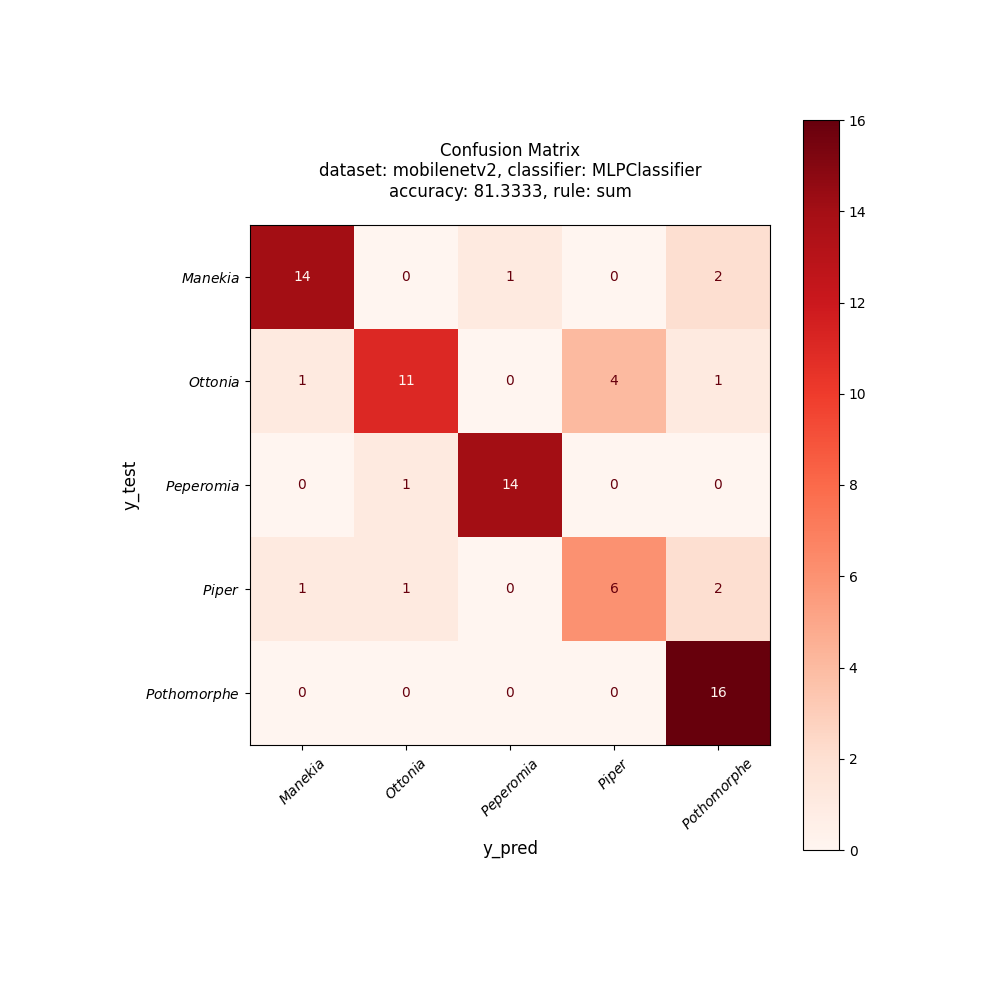 Confusion Matrix
dataset: mobilenetv2, classifier: MLPClassifier
accuracy: 81.3333, rule: sum
y_test
Manekia 14 0 1 0 2
Ottonia 1 11 0 4 1
Peperomia 0 1 14 0 0
Piper 1 1 0 6 2
Pothomorphe 0 0 0 0 16
Manekia Ottonia Peperomia Piper Pothomorphe
y_pred
16
14
12
10
8
6
4
2
0